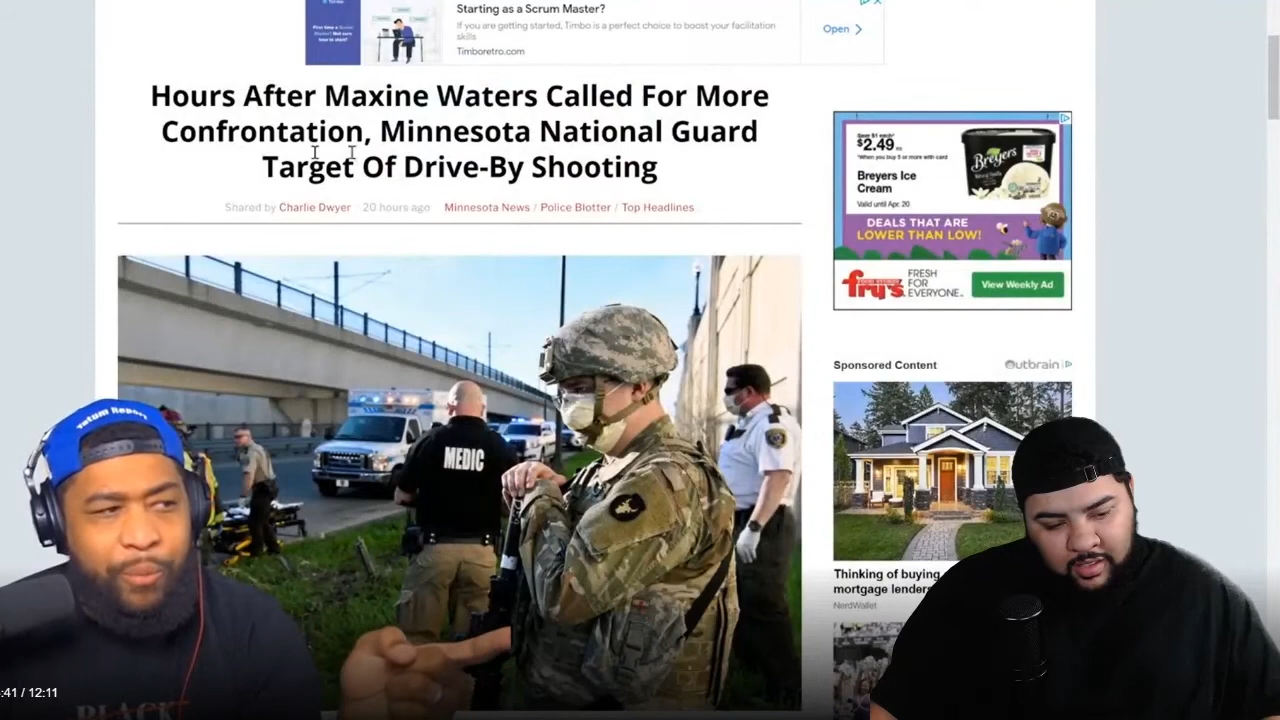 Starting as a Scrum Master?
If you are getting started, Timbo is a perfect choice to boost your facilitation
skills
Timboretro.com
Open
Hours After Maxine Waters Called For More
Confrontation, Minnesota National Guard
Target Of Drive-By Shooting
Shared by Charlie Dwyer 20 hours ago Minnesota News / Police Blotter / Top Headlines
Save $1 each*
$2.49 ea
*When you buy 5 or more with card
Breyers Ice
Cream
Valid until Apr. 20
Breyers
DEALS THAT ARE
LOWER THAN LOW!
fry's
FRESH
FOR
EVERYONE™
View Weekly Ad
Sponsored Content
Outbrain
MEDIC
Thinking of buying
mortgage lenders
NerdWallet
Report
BLACK
:41 / 12:11